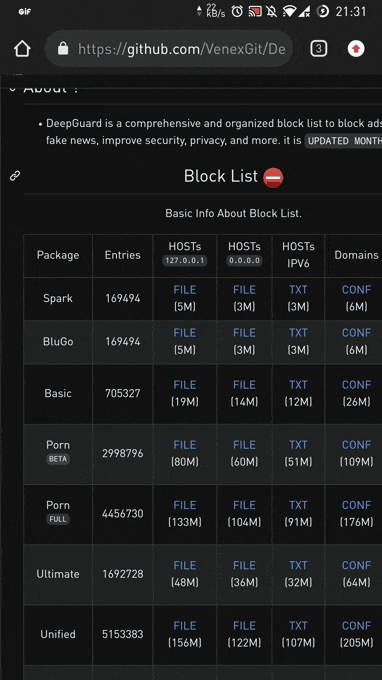 GIF 22 KB/s 21:31
https://github.com/VenexGit/De 3
About ?
• DeepGuard is a comprehensive and organized block list to block ads
fake news, improve security, privacy, and more. it is UPDATED MONTH
Block List
Basic Info About Block List.
Package Entries HOSTs 127.0.0.1 HOSTs 0.0.0.0 HOSTs IPV6 Domains
Spark 169494 FILE (5M) FILE (3M) TXT (3M) CONF (6M)
BluGo 169494 FILE (5M) FILE (3M) TXT (3M) CONF (6M)
Basic 705327 FILE (19M) FILE (14M) TXT (12M) CONF (26M)
Porn BETA 2998796 FILE (80M) FILE (60M) TXT (51M) CONF (109M)
Porn FULL 4456730 FILE (133M) FILE (104M) TXT (91M) CONF (176M)
Ultimate 1692728 FILE (48M) FILE (36M) TXT (32M) CONF (64M)
Unified 5153383 FILE (156M) FILE (122M) TXT (107M) CONF (205M)